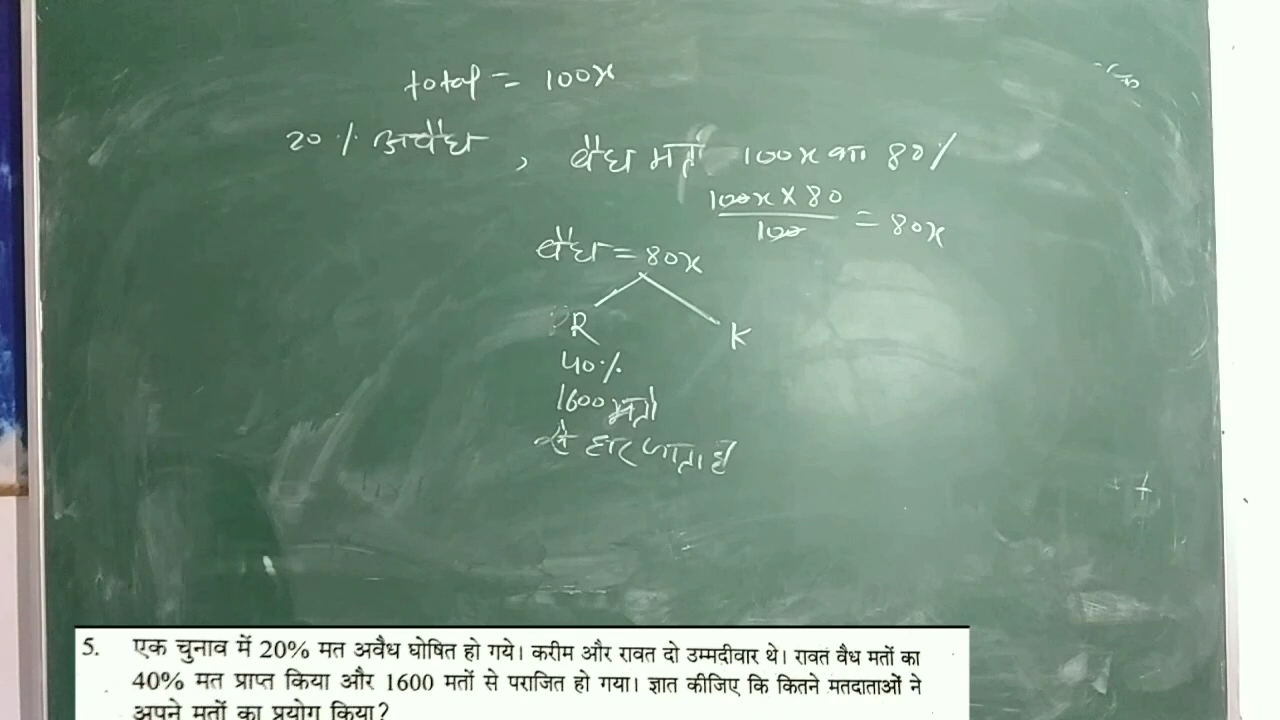 total = 100x
20 % अवैध , वैध मत 100x का 80%
100x x 80
100
= 80x
वैध = 80x
R K
40%
1600 मतो
से हार जाता है
5. एक चुनाव में 20% मत अवैध घोषित हो गये। करीम और रावत दो उम्मदीवार थे। रावत वैध मतों का
40% मत प्राप्त किया और 1600 मतों से पराजित हो गया। ज्ञात कीजिए कि कितने मतदाताओं ने
अपने मतों का प्रयोग किया?